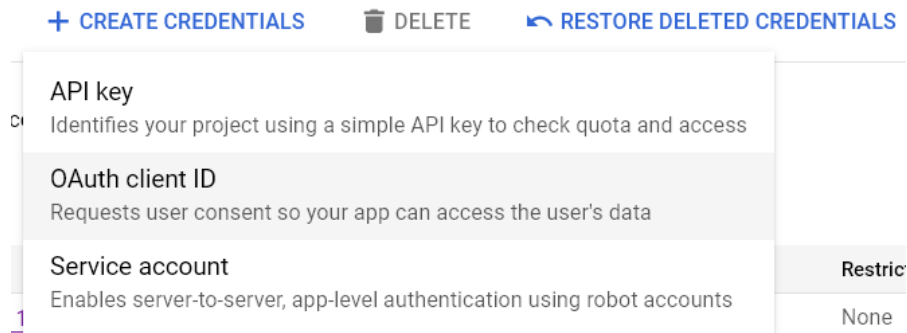 CREATE CREDENTIALS DELETE RESTORE DELETED CREDENTIALS
API key
Identifies your project using a simple API key to check quota and access
OAuth client ID
Requests user consent so your app can access the user's data
Service account
Restric
Enables server-to-server, app-level authentication using robot accounts
1
None